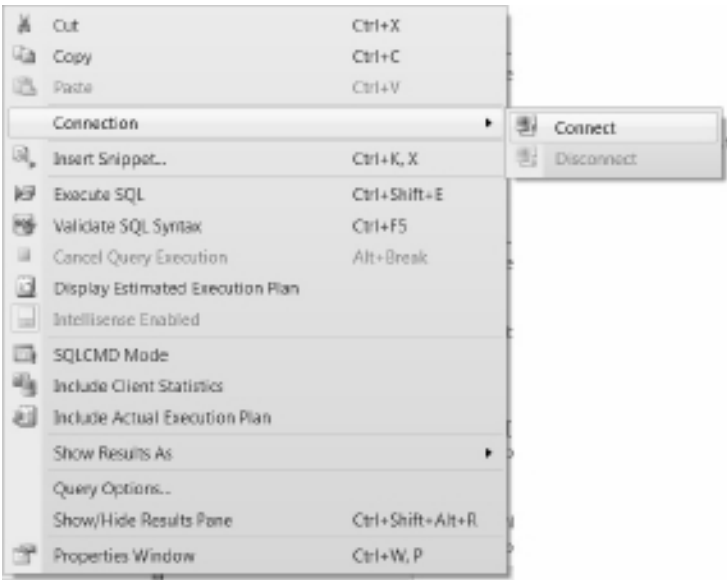 Cut Ctrl+X
Copy Ctrl+C
Paste Ctrl+V
Connection
Connect
Disconnect
Insert Snippet... Ctrl+K, X
Execute SQL Ctrl+Shift+E
Validate SQL Syntax Ctrl+F5
Cancel Query Execution Alt+Break
Display Estimated Execution Plan
Intellisense Enabled
SQLCMD Mode
Include Client Statistics
Include Actual Execution Plan
Show Results As
Query Options...
Show/Hide Results Pane Ctrl+Shift+Alt+R
Properties Window Ctrl+W, P